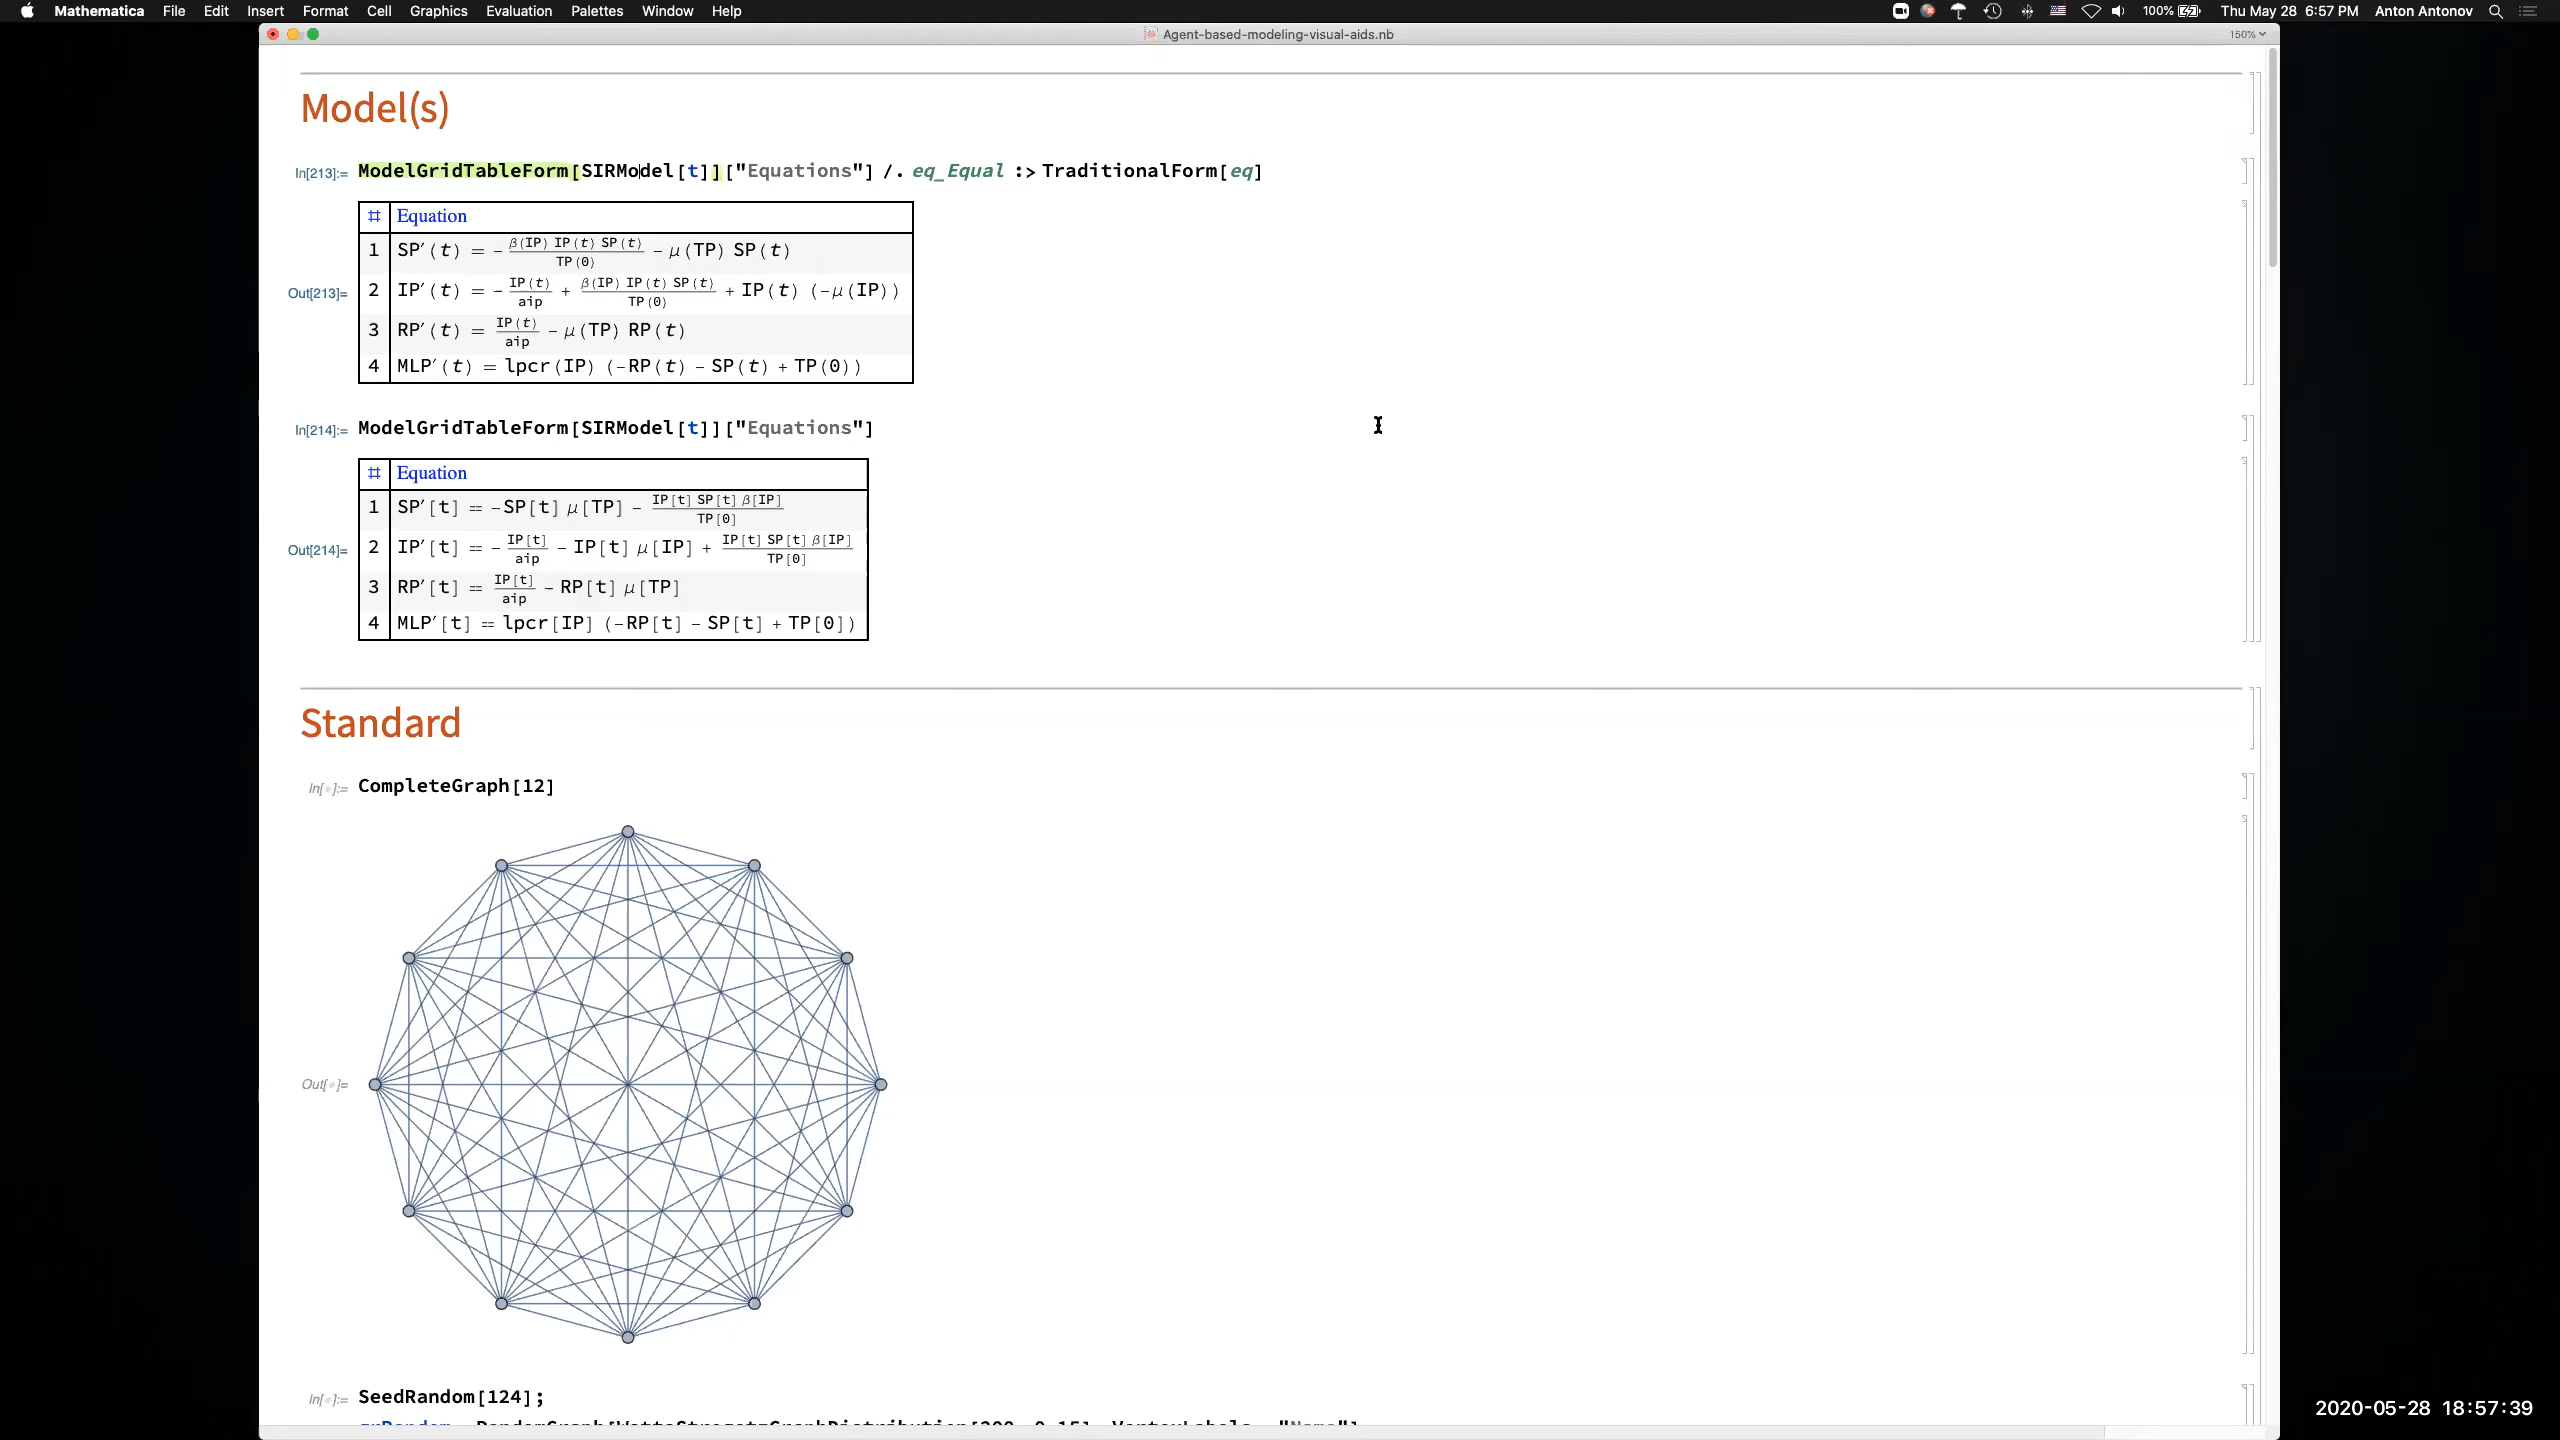 Mathematica File Edit Insert Format Cell Graphics Evaluation Palettes Window Help 100% Thu May 28 6:57 PM Anton Antonov
Agent-based-modeling-visual-aids.nb 150%
Model(s)
In[213]:= ModelGridTableForm[SIRModel[t]]["Equations"] /. eq_Equal :> TraditionalForm[eq]
# Equation
1 SP′(t) = - β(IP) IP(t) SP(t) / TP(0) - μ(TP) SP(t)
Out[213]= 2 IP′(t) = - IP(t) / aip + β(IP) IP(t) SP(t) / TP(0) + IP(t) (-μ(IP))
3 RP′(t) = IP(t) / aip - μ(TP) RP(t)
4 MLP′(t) = lpcr(IP) (-RP(t) - SP(t) + TP(0))
In[214]:= ModelGridTableForm[SIRModel[t]]["Equations"]
# Equation
1 SP′[t] == -SP[t] μ[TP] - IP[t] SP[t] β[IP] / TP[0]
Out[214]= 2 IP′[t] == - IP[t] / aip - IP[t] μ[IP] + IP[t] SP[t] β[IP] / TP[0]
3 RP′[t] == IP[t] / aip - RP[t] μ[TP]
4 MLP′[t] == lpcr[IP] (-RP[t] - SP[t] + TP[0])
Standard
In[ ]:= CompleteGraph[12]
Out[ ]=
In[ ]:= SeedRandom[124];
2020-05-28 18:57:39